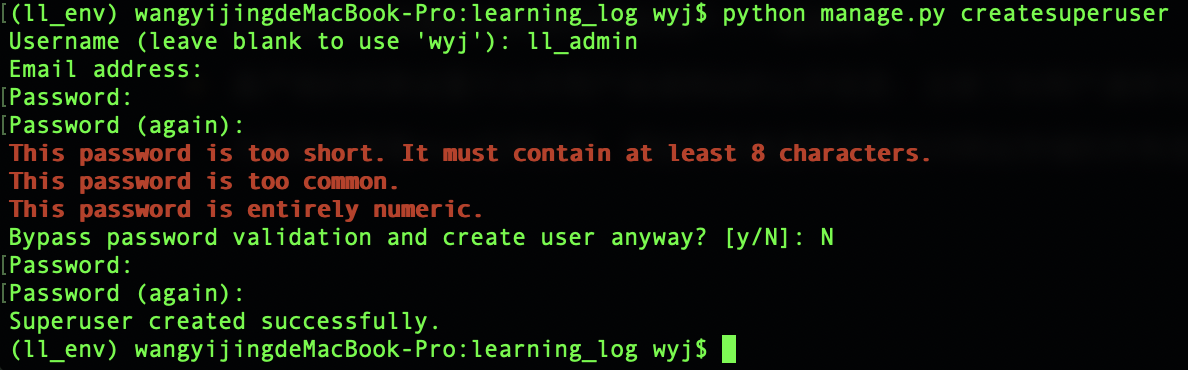 [(ll_env) wangyijingdeMacBook-Pro:learning_log wyj$ python manage.py createsuperuser
Username (leave blank to use 'wyj'): ll_admin
Email address:
[Password:
[Password (again):
This password is too short. It must contain at least 8 characters.
This password is too common.
This password is entirely numeric.
Bypass password validation and create user anyway? [y/N]: N
[Password:
[Password (again):
Superuser created successfully.
(ll_env) wangyijingdeMacBook-Pro:learning_log wyj$